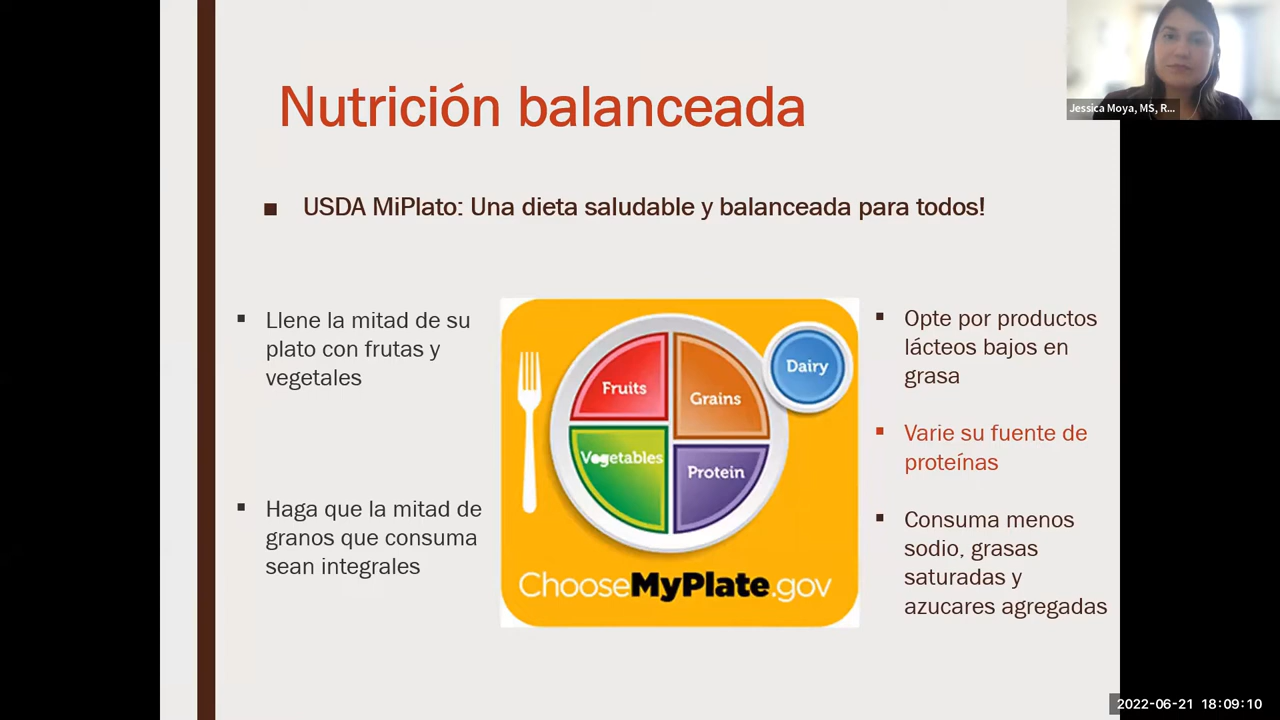 Nutrición balanceada
USDA MiPlato: Una dieta saludable y balanceada para todos!
Llene la mitad de su
plato con frutas y
vegetales
Haga que la mitad de
granos que consuma
sean integrales
Fruits
Grains
Dairy
Vegetables
Protein
ChooseMyPlate.gov
Opte por productos
lácteos bajos en
grasa
Varie su fuente de
proteínas
Consuma menos
sodio, grasas
saturadas y
azucares agregadas
Jessica Moya, MS, R...
2022-06-21 18:09:10